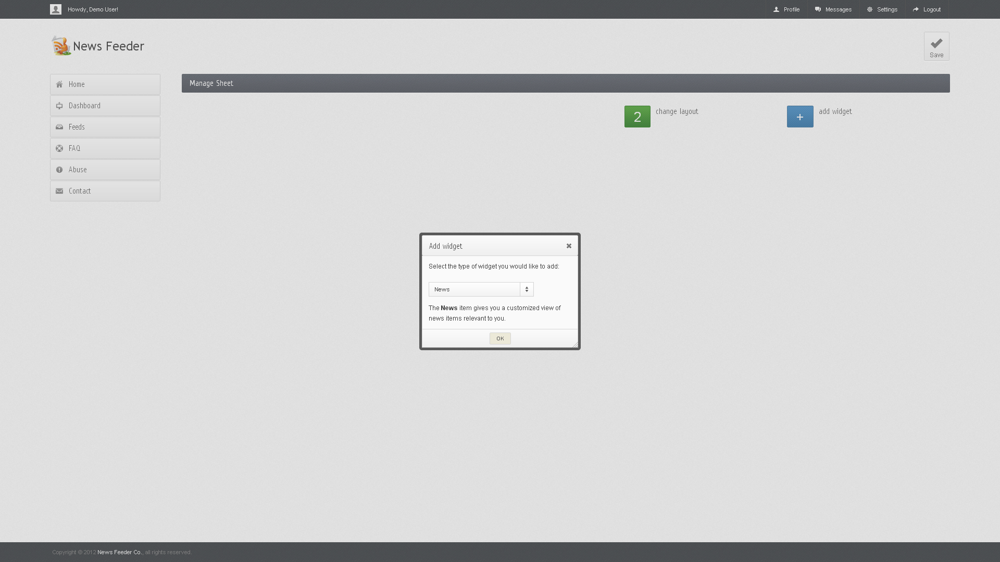 Howdy, Demo User!
Profile
Messages
Settings
Logout
News Feeder
Save
Home
Dashboard
Feeds
FAQ
Abuse
Contact
Manage Sheet
2
change layout
+
add widget
Add widget
Select the type of widget you would like to add:
News
The News item gives you a customized view of
news items relevant to you.
OK
Copyright © 2012 News Feeder Co., all rights reserved.